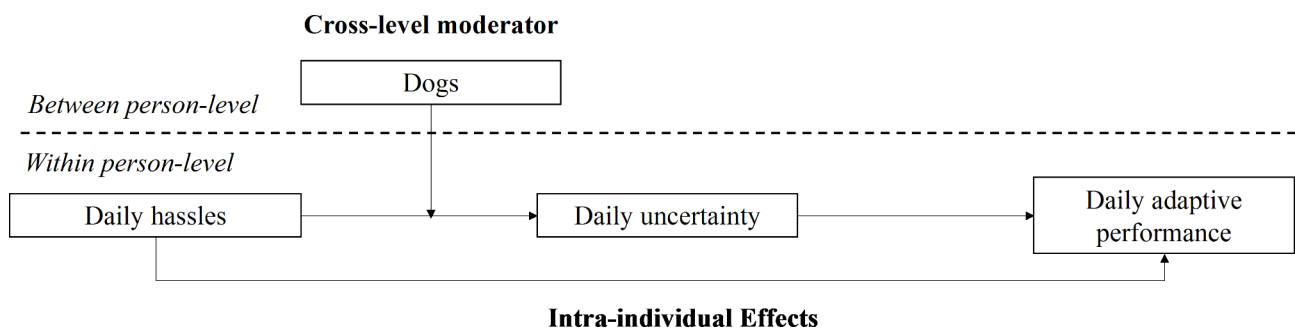 Cross-level moderator
Dogs
Between person-level
Within person-level
Daily hassles
Daily uncertainty
Daily adaptive
performance
Intra-individual Effects